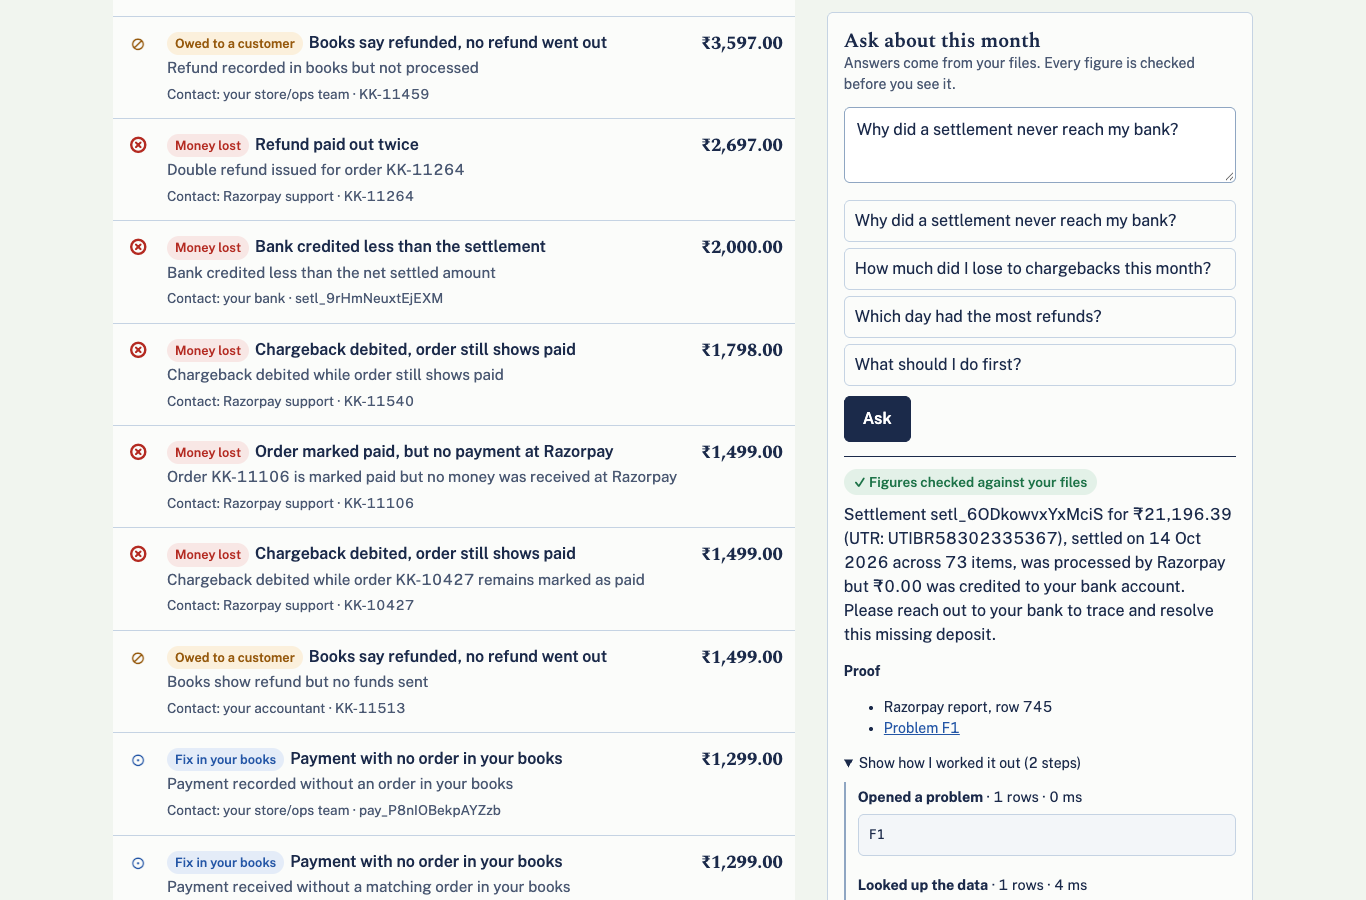 Owed to a customer Books say refunded, no refund went out ₹3,597.00
Refund recorded in books but not processed
Contact: your store/ops team · KK-11459
Money lost Refund paid out twice ₹2,697.00
Double refund issued for order KK-11264
Contact: Razorpay support · KK-11264
Money lost Bank credited less than the settlement ₹2,000.00
Bank credited less than the net settled amount
Contact: your bank · setl_9rHmNeuxtEjEXM
Money lost Chargeback debited, order still shows paid ₹1,798.00
Chargeback debited while order still shows paid
Contact: Razorpay support · KK-11540
Money lost Order marked paid, but no payment at Razorpay ₹1,499.00
Order KK-11106 is marked paid but no money was received at Razorpay
Contact: Razorpay support · KK-11106
Money lost Chargeback debited, order still shows paid ₹1,499.00
Chargeback debited while order KK-10427 remains marked as paid
Contact: Razorpay support · KK-10427
Owed to a customer Books say refunded, no refund went out ₹1,499.00
Books show refund but no funds sent
Contact: your accountant · KK-11513
Fix in your books Payment with no order in your books ₹1,299.00
Payment recorded without an order in your books
Contact: your store/ops team · pay_P8nIOBekpAYZzb
Fix in your books Payment with no order in your books ₹1,299.00
Payment received without a matching order in your books
Ask about this month
Answers come from your files. Every figure is checked
before you see it.
Why did a settlement never reach my bank?
Why did a settlement never reach my bank?
How much did I lose to chargebacks this month?
Which day had the most refunds?
What should I do first?
Ask
✓ Figures checked against your files
Settlement setl_6ODkowvxYxMciS for ₹21,196.39
(UTR: UTIBR58302335367), settled on 14 Oct
2026 across 73 items, was processed by Razorpay
but ₹0.00 was credited to your bank account.
Please reach out to your bank to trace and resolve
this missing deposit.
Proof
• Razorpay report, row 745
• Problem F1
▼ Show how I worked it out (2 steps)
Opened a problem · 1 rows · 0 ms
F1
Looked up the data · 1 rows · 4 ms